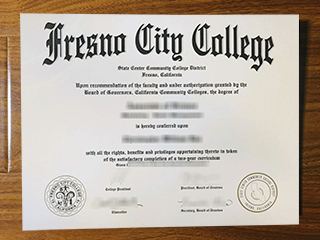 Fresno City College
State Center Community College District
Fresno, California
Upon recommendation of the faculty and under authorization granted by the
Board of Governors, California Community Colleges, the degree of
is hereby conferred upon
with all the rights, benefits and privileges appertaining thereto in token
of the satisfactory completion of a two-year curriculum
College President
President, Board of Trustees
Chancellor
Secretary, Board of Trustees